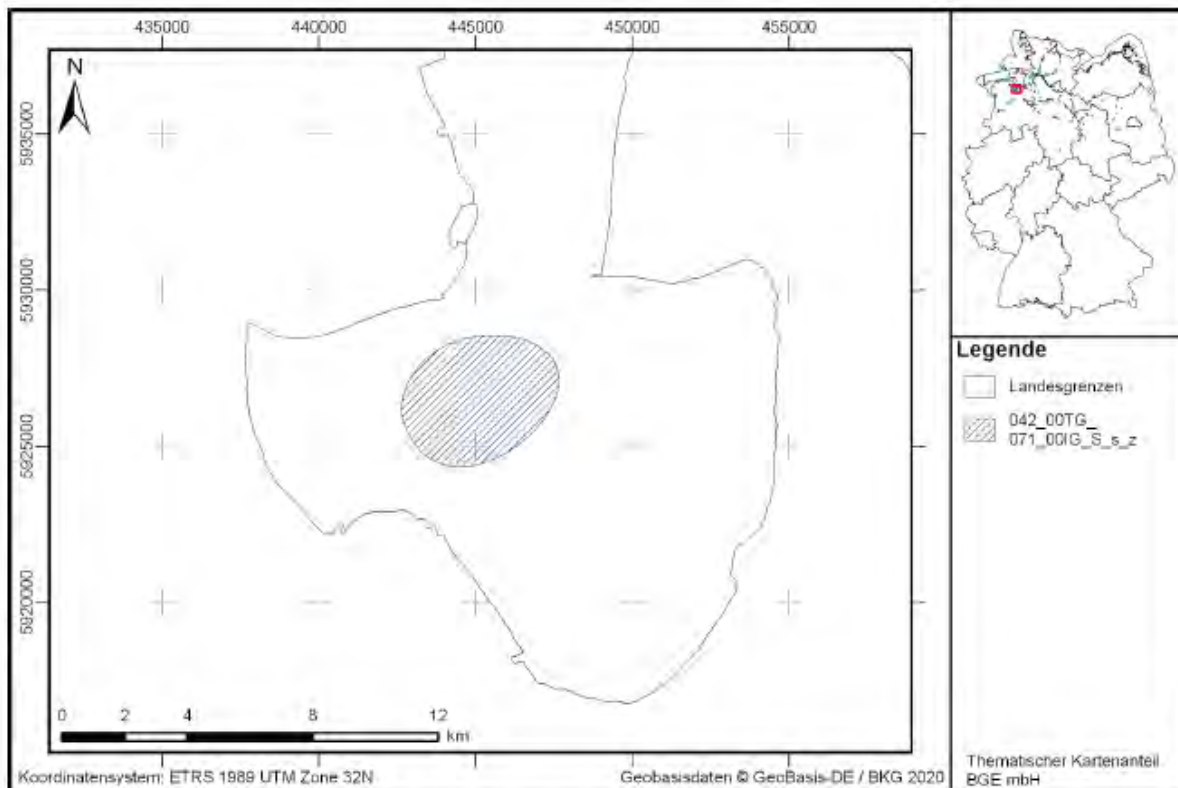 435000 440000 445000 450000 455000
N
5935000
5930000
5925000
5920000
0 2 4 8 12
km
Koordinatensystem: ETRS 1989 UTM Zone 32N
Geobasisdaten © GeoBasis-DE / BKG 2020
Legende
Landesgrenzen
042_00TG_
071_00IG_S_s_z
Thematischer Kartenanteil
BGE mbH